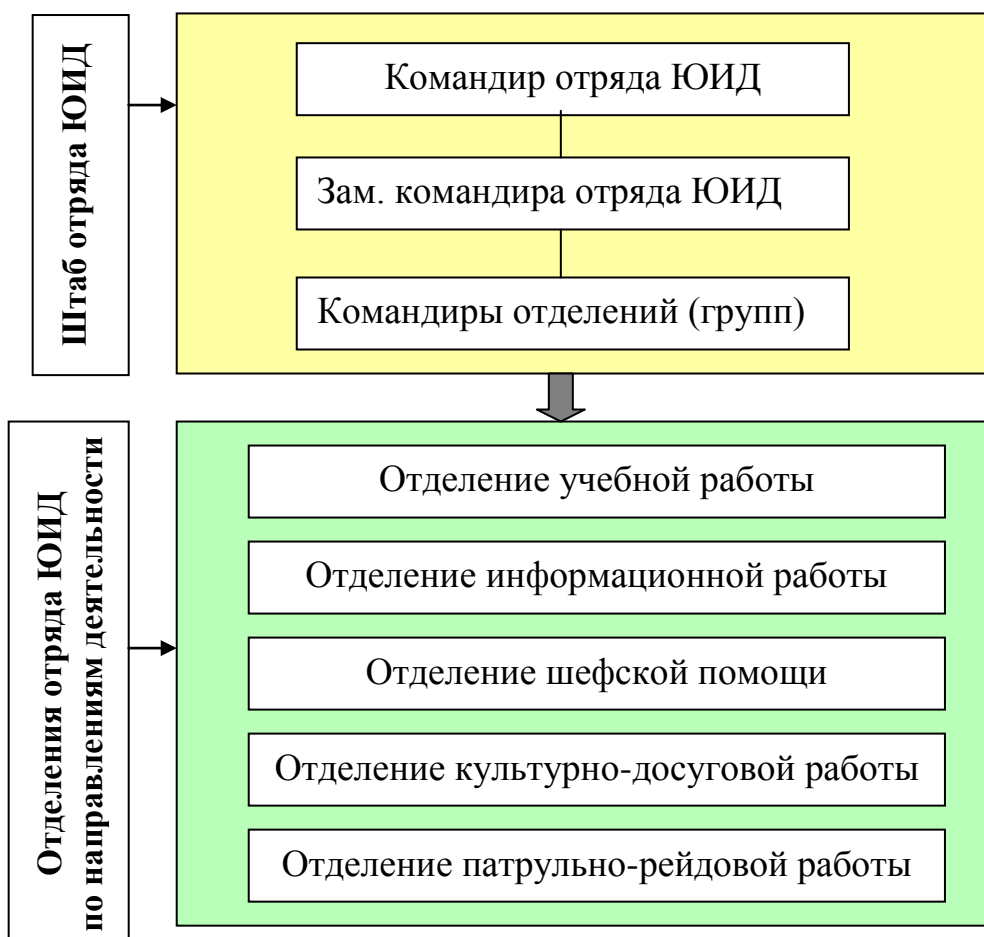 Штаб отряда ЮИД
Командир отряда ЮИД
Зам. командира отряда ЮИД
Командиры отделений (групп)
Отделения отряда ЮИД
по направлениям деятельности
Отделение учебной работы
Отделение информационной работы
Отделение шефской помощи
Отделение культурно-досуговой работы
Отделение патрульно-рейдовой работы